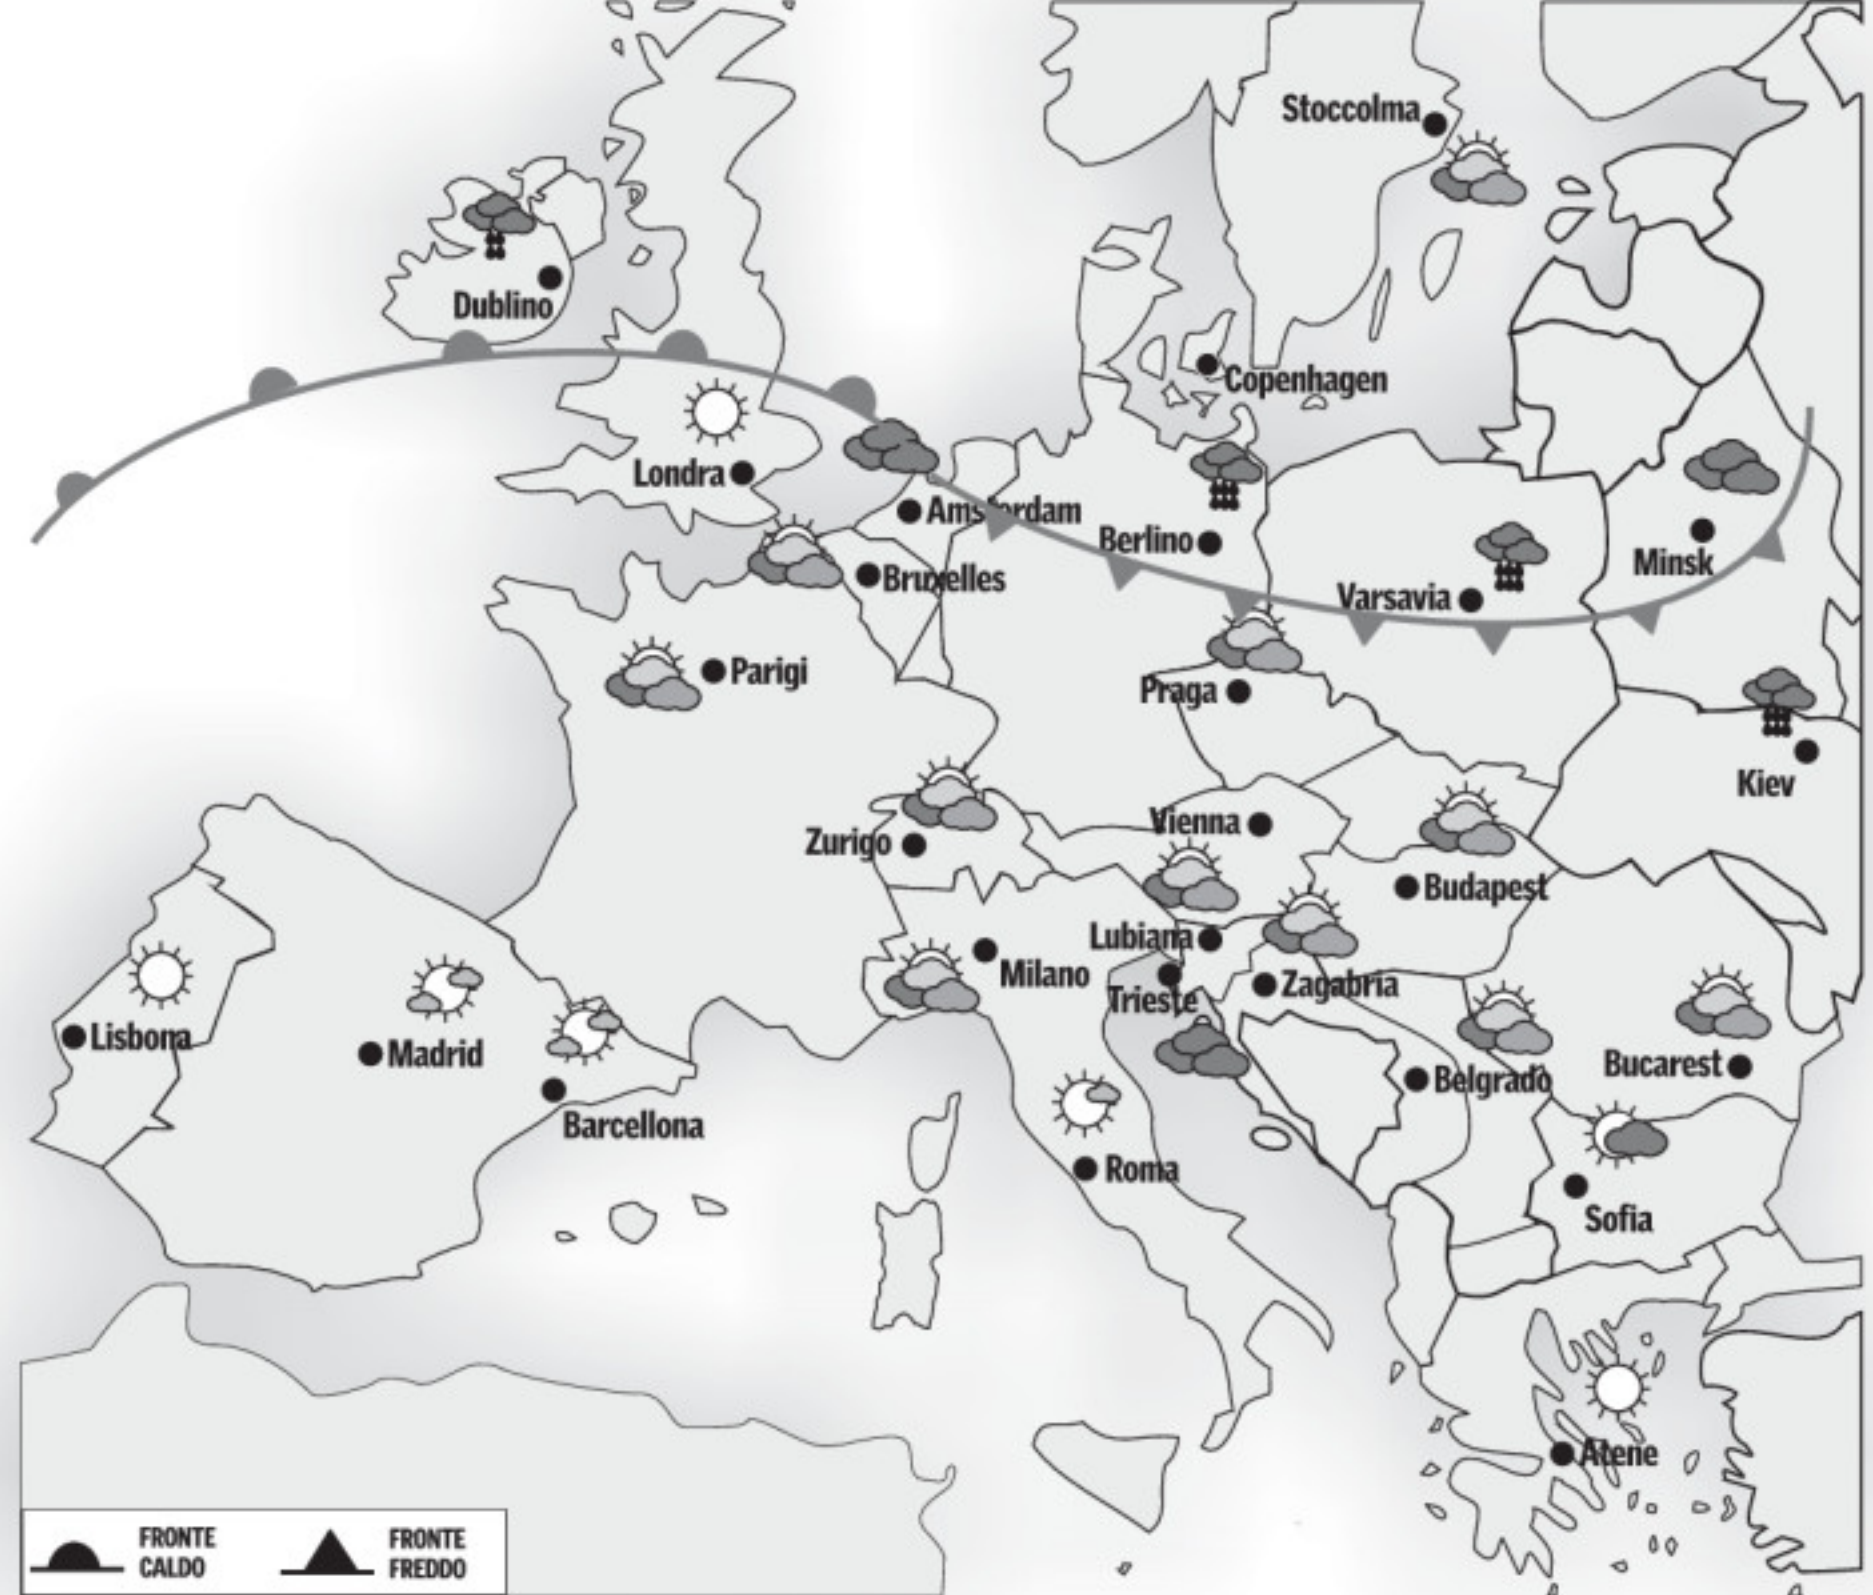 Stoccolma
Dublino
Copenhagen
Londra
Amsterdam
Berlino
Minsk
Bruxelles
Varsavia
Parigi
Praga
Kiev
Vienna
Zurigo
Budapest
Lubiana
Milano
Zagabria
Trieste
Lisbona
Madrid
Belgrado
Bucarest
Barcellona
Roma
Sofia
Atene
FRONTE
CALDO
FRONTE
FREDDO